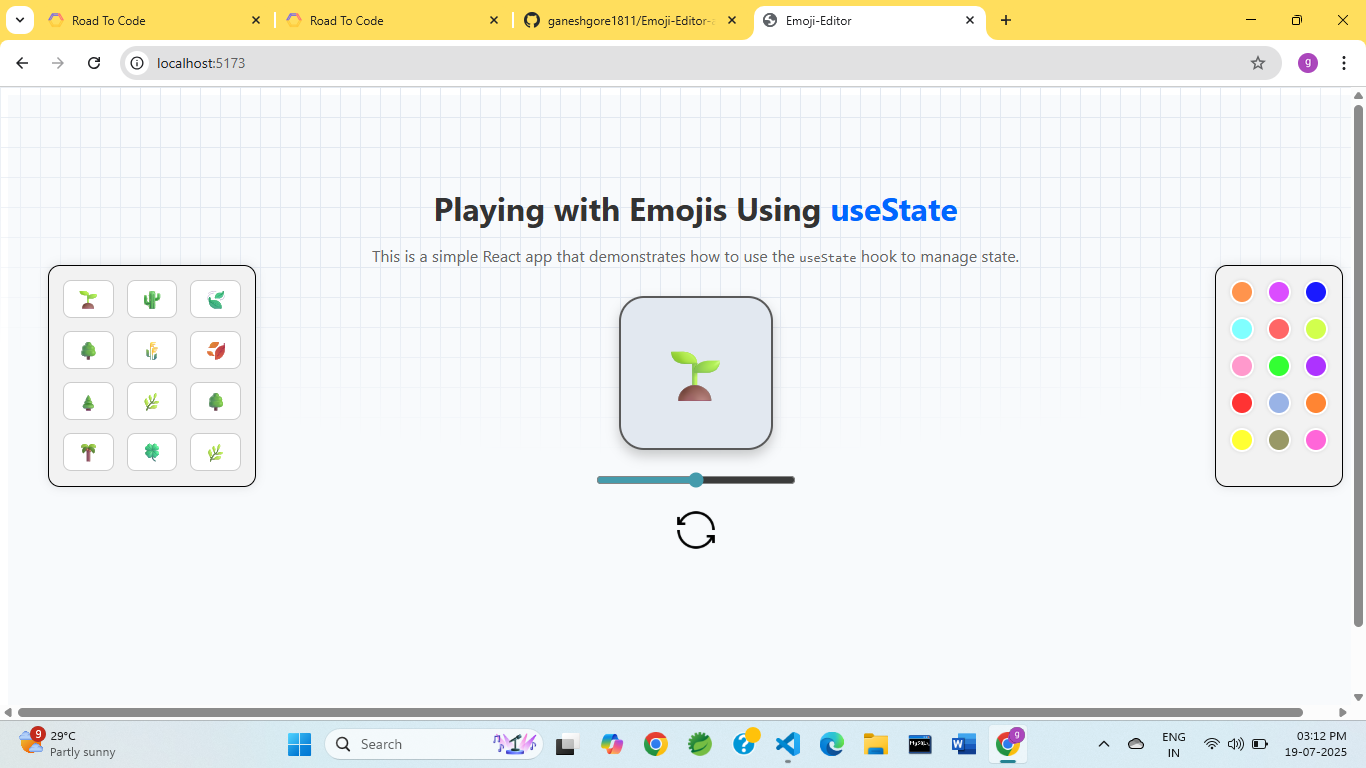 Road To Code
Road To Code
ganeshgore1811/Emoji-Editor-a
Emoji-Editor
localhost:5173
g
Playing with Emojis Using useState
This is a simple React app that demonstrates how to use the useState hook to manage state.
9
29°C
Partly sunny
Search
g
ENG
IN
03:12 PM
19-07-2025